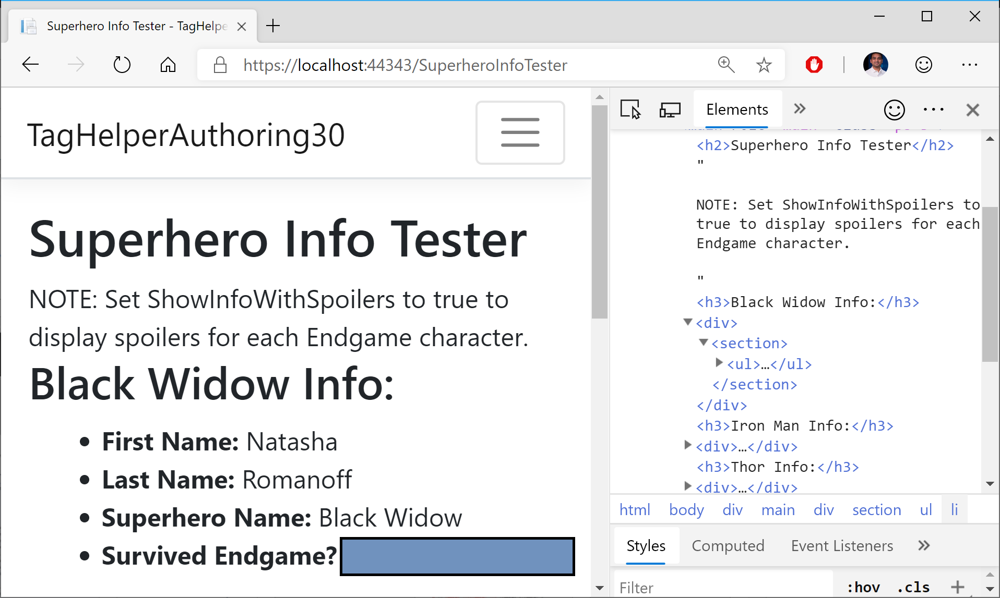 Superhero Info Tester - TagHelpe
https://localhost:44343/SuperheroInfoTester
TagHelperAuthoring30
Superhero Info Tester
NOTE: Set ShowInfoWithSpoilers to true to
display spoilers for each Endgame character.
Black Widow Info:
• First Name: Natasha
• Last Name: Romanoff
• Superhero Name: Black Widow
• Survived Endgame?
Elements
<h2>Superhero Info Tester</h2>
"
NOTE: Set ShowInfoWithSpoilers to
true to display spoilers for each
Endgame character.
"
<h3>Black Widow Info:</h3>
<div>
<section>
<ul>…</ul>
</section>
</div>
<h3>Iron Man Info:</h3>
<div>…</div>
<h3>Thor Info:</h3>
<div>…</div>
html body div main div section ul li
Styles Computed Event Listeners
Filter :hov .cls